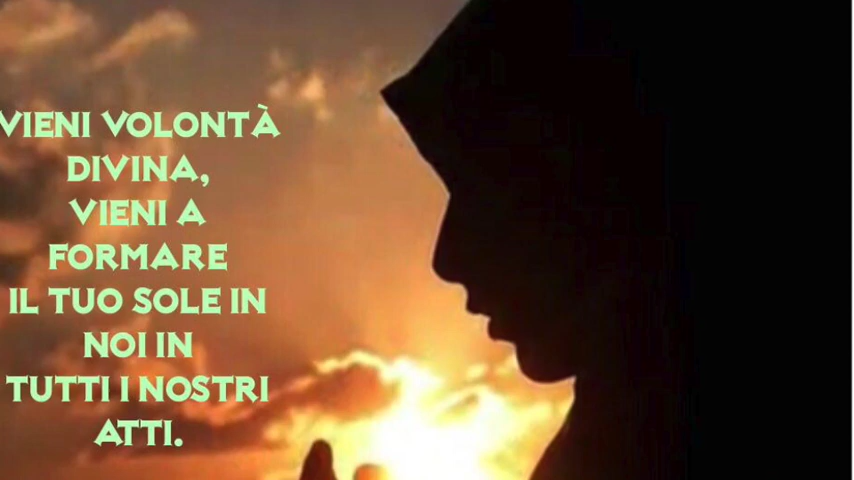 VIENI VOLONTÀ
DIVINA,
VIENI A
FORMARE
IL TUO SOLE IN
NOI IN
TUTTI I NOSTRI
ATTI.